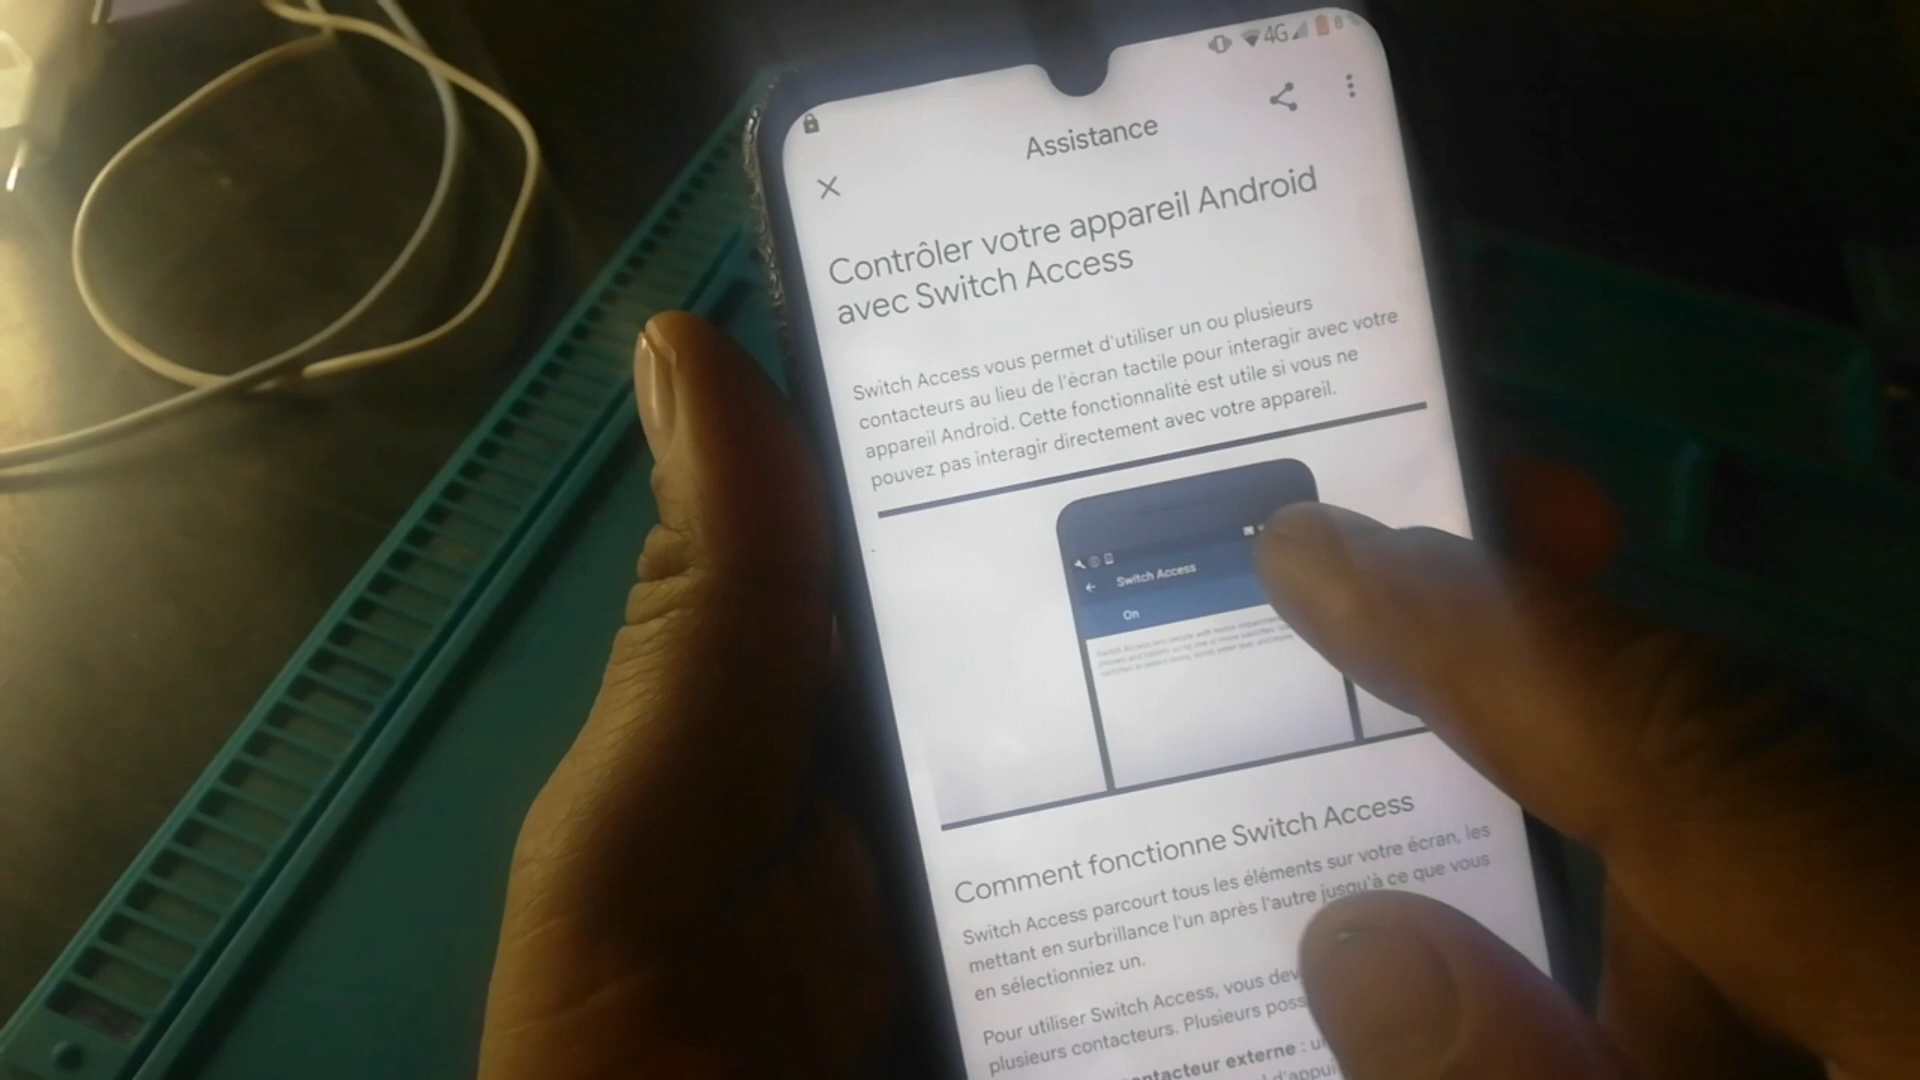 4G 8%
Assistance
Contrôler votre appareil Android
avec Switch Access
Switch Access vous permet d'utiliser un ou plusieurs
contacteurs au lieu de l'écran tactile pour interagir avec votre
appareil Android. Cette fonctionnalité est utile si vous ne
pouvez pas interagir directement avec votre appareil.
Switch Access
On
Comment fonctionne Switch Access
Switch Access parcourt tous les éléments sur votre écran, les
mettant en surbrillance l'un après l'autre jusqu'à ce que vous
en sélectionniez un.
Pour utiliser Switch Access, vous
plusieurs contacteurs. Plusieurs
externe :